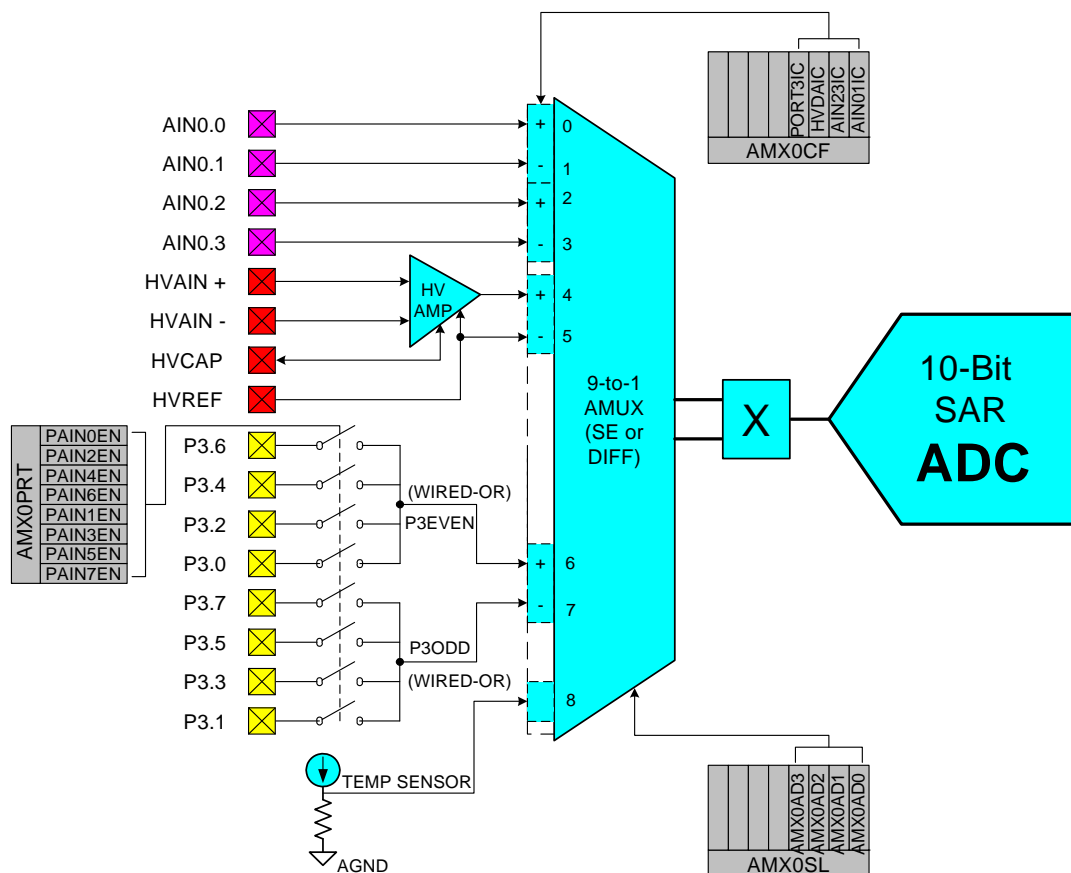 PORT3IC
HVDAIC
AIN23IC
AIN01IC
AMX0CF
AIN0.0
AIN0.1
AIN0.2
AIN0.3
HVAIN +
HVAIN -
HVCAP
HVREF
HV
AMP
+
0
-
1
+
2
-
3
+
4
-
5
9-to-1
AMUX
(SE or
DIFF)
X
10-Bit
SAR
ADC
AMX0PRT
PAIN0EN
PAIN2EN
PAIN4EN
PAIN6EN
PAIN1EN
PAIN3EN
PAIN5EN
PAIN7EN
P3.6
P3.4
P3.2
P3.0
P3.7
P3.5
P3.3
P3.1
(WIRED-OR)
P3EVEN
+
6
-
7
P3ODD
(WIRED-OR)
8
TEMP SENSOR
AGND
AMX0AD3
AMX0AD2
AMX0AD1
AMX0AD0
AMX0SL